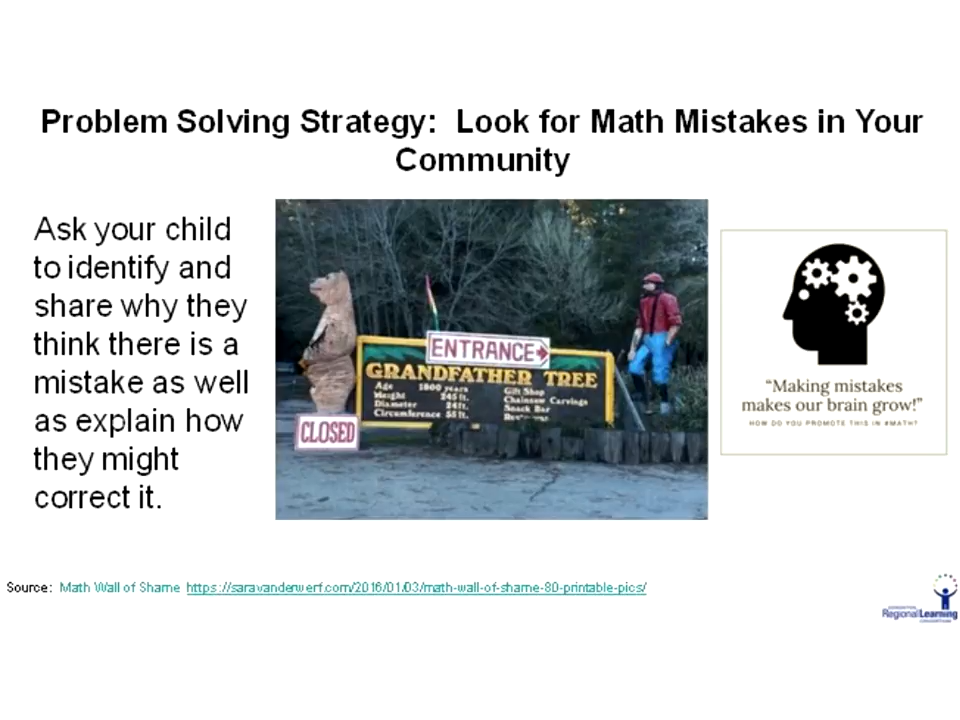 Problem Solving Strategy: Look for Math Mistakes in Your
Community
Ask your child
to identify and
share why they
think there is a
mistake as well
as explain how
they might
correct it.
ENTRANCE
GRANDFATHER TREE
Age 1800 years
Height 245 ft.
Diameter 24 ft.
Circumference 55 ft.
Gift Shop
Chainsaw Carvings
Snack Bar
CLOSED
“Making mistakes
makes our brain grow!”
HOW DO YOU PROMOTE THIS IN #MATH?
Source: Math Wall of Shame https://saravanderwerf.com/2016/01/03/math-wall-of-shame-80-printable-pics/
Regional Learning